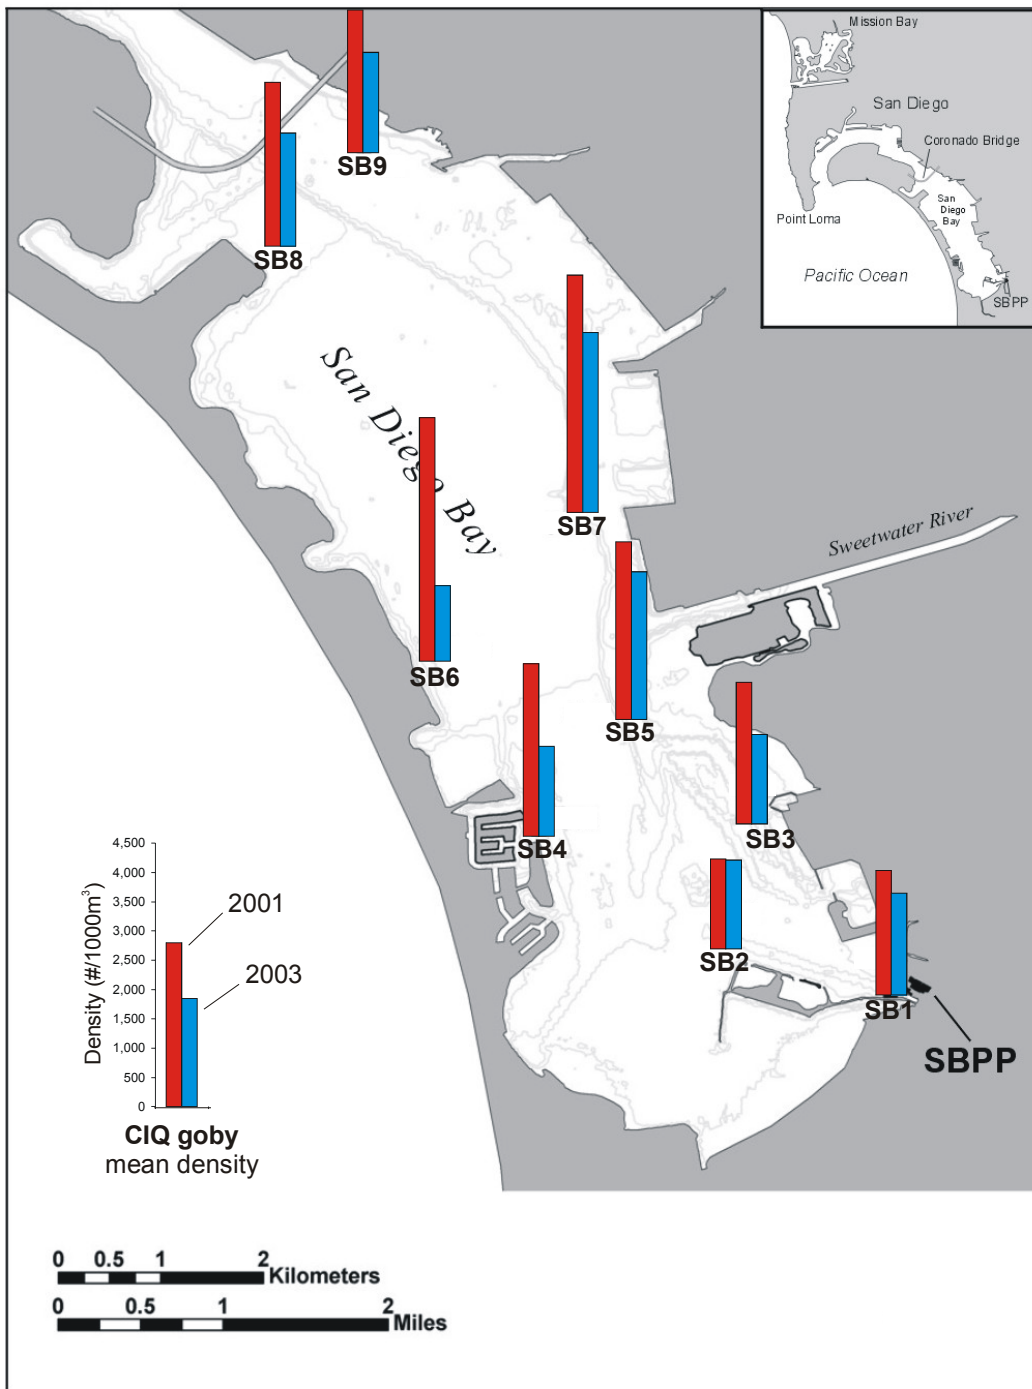 Mission Bay
San Diego
Coronado Bridge
San
Diego
Bay
Point Loma
Pacific Ocean
SBPP
SB9
SB8
San Diego Bay
SB7
Sweetwater River
SB6
SB5
SB4
SB3
SB2
SB1
SBPP
4,500
4,000
3,500
3,000
2,500
2,000
1,500
1,000
500
0
Density (#/1000m³)
2001
2003
CIQ goby
mean density
0 0.5 1 2
Kilometers
0 0.5 1 2
Miles